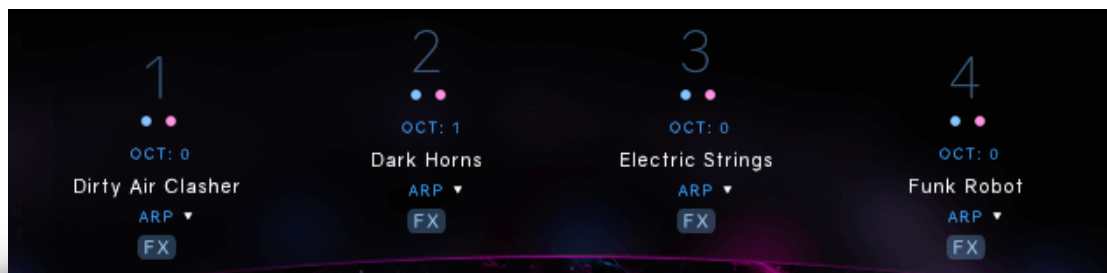 1
OCT: 0
Dirty Air Clasher
ARP
FX
2
OCT: 1
Dark Horns
ARP
FX
3
OCT: 0
Electric Strings
ARP
FX
4
OCT: 0
Funk Robot
ARP
FX